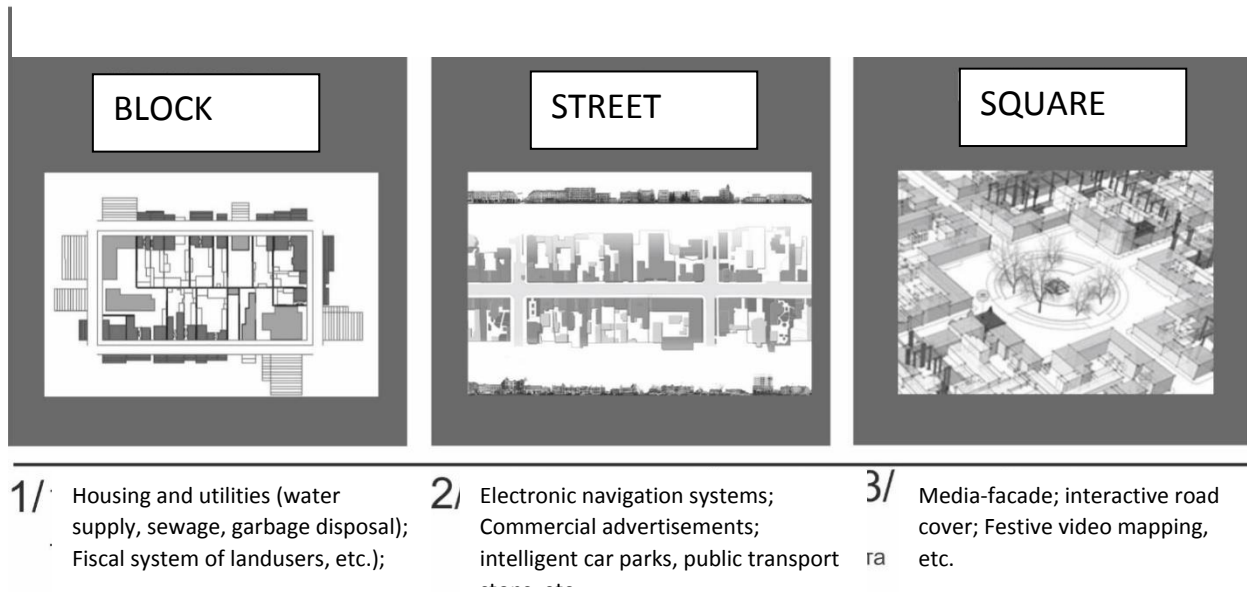 BLOCK
STREET
SQUARE
1/
Housing and utilities (water
supply, sewage, garbage disposal);
Fiscal system of landusers, etc.);
2/
Electronic navigation systems;
Commercial advertisements;
intelligent car parks, public transport
3/
Media-facade; interactive road
cover; Festive video mapping,
etc.
та